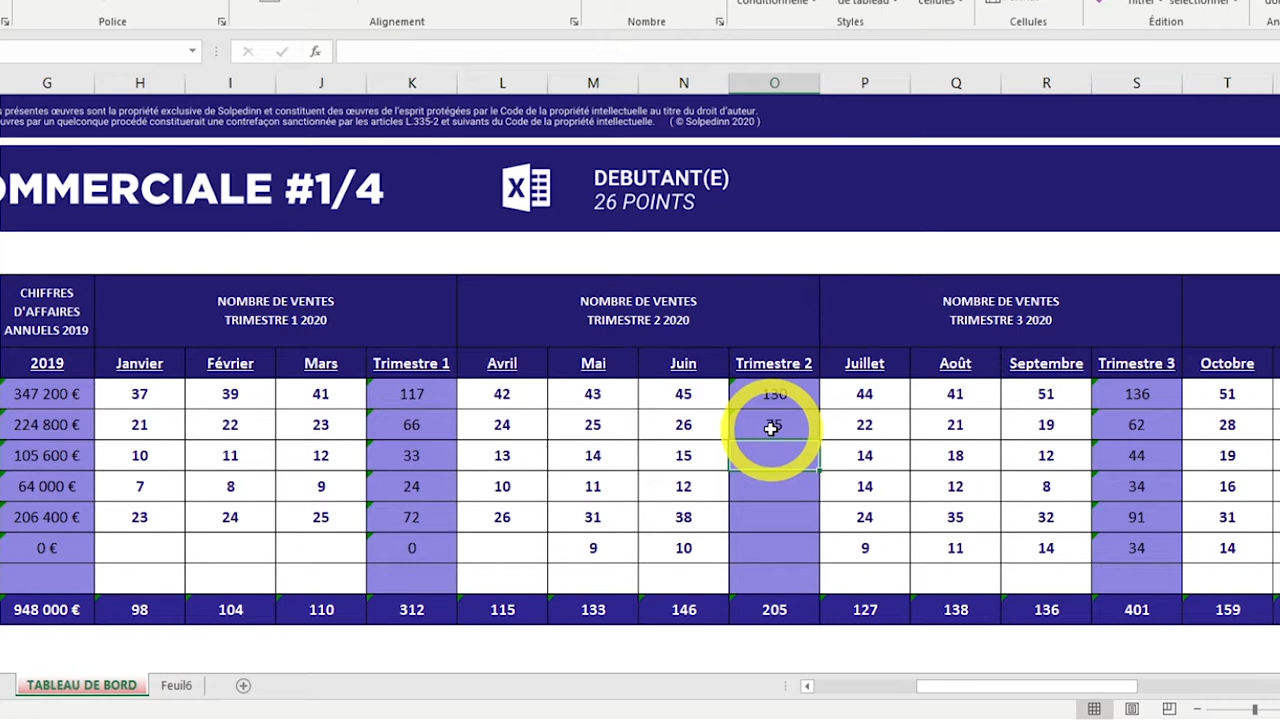 conditionnelle de tableau cellules filtrer sélectionner
Police Alignement Nombre Styles Cellules Édition
fx
G H I J K L M N O P Q R S T
présentes œuvres sont la propriété exclusive de Solpedinn et constituent des œuvres de l'esprit protégées par le Code de la propriété intellectuelle au titre du droit d'auteur.
uvres par un quelconque procédé constituerait une contrefaçon sanctionnée par les articles L.335-2 et suivants du Code de la propriété intellectuelle. ( © Solpedinn 2020 )
OMMERCIALE #1/4
DEBUTANT(E)
26 POINTS
CHIFFRES
D'AFFAIRES
ANNUELS 2019
NOMBRE DE VENTES
TRIMESTRE 1 2020
NOMBRE DE VENTES
TRIMESTRE 2 2020
NOMBRE DE VENTES
TRIMESTRE 3 2020
2019 Janvier Février Mars Trimestre 1 Avril Mai Juin Trimestre 2 Juillet Août Septembre Trimestre 3 Octobre
347 200 € 37 39 41 117 42 43 45 130 44 41 51 136 51
224 800 € 21 22 23 66 24 25 26 75 22 21 19 62 28
105 600 € 10 11 12 33 13 14 15 14 18 12 44 19
64 000 € 7 8 9 24 10 11 12 14 12 8 34 16
206 400 € 23 24 25 72 26 31 38 24 35 32 91 31
0 € 0 9 10 9 11 14 34 14
948 000 € 98 104 110 312 115 133 146 205 127 138 136 401 159
TABLEAU DE BORD Feuil6